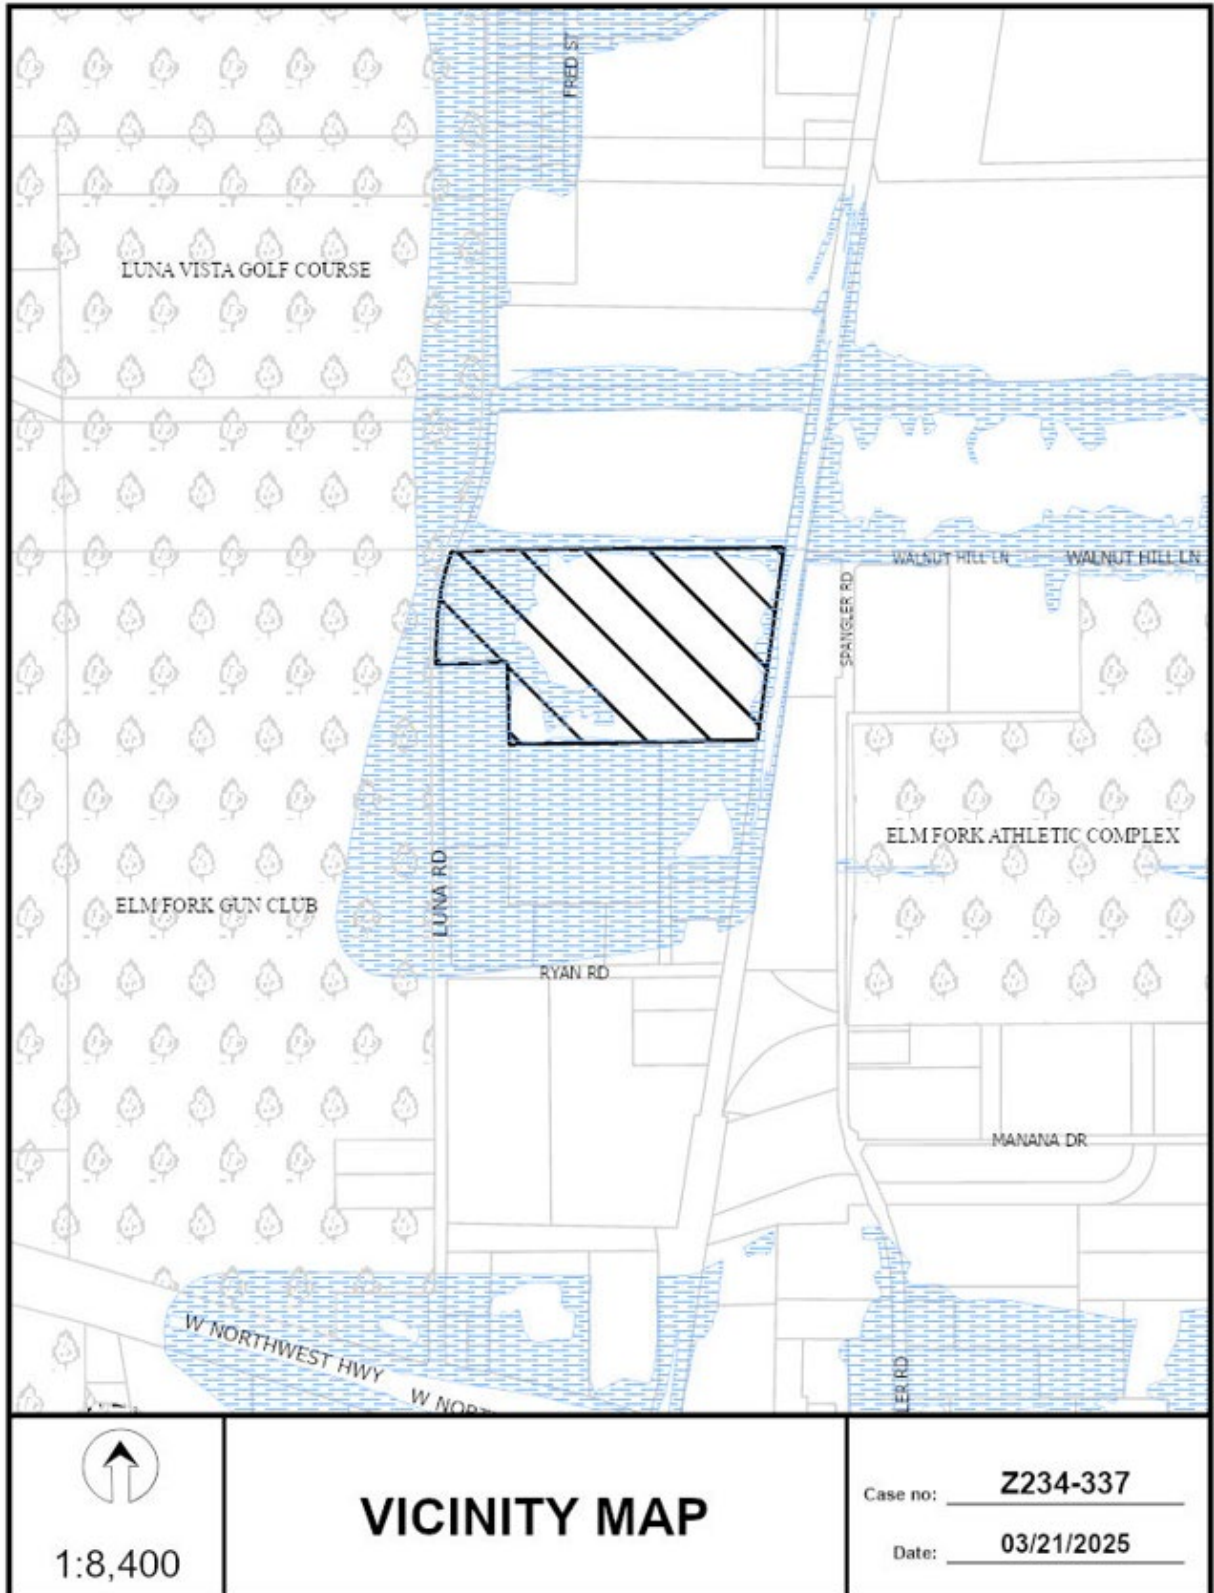 FRED ST
LUNA VISTA GOLF COURSE
WALNUT HILL LN
WALNUT HILL LN
SPANGLER RD
ELM FORK ATHLETIC COMPLEX
LUNA RD
ELM FORK GUN CLUB
RYAN RD
MANANA DR
W NORTHWEST HWY
W NORT
LER RD
1:8,400
VICINITY MAP
Case no: Z234-337
Date: 03/21/2025